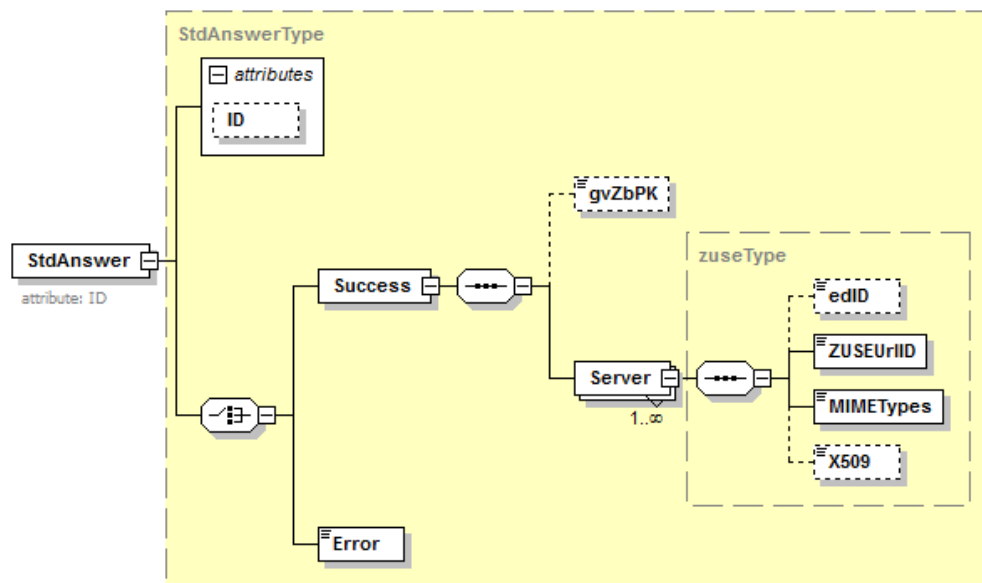 StdAnswerType
attributes
ID
gvZbPK
StdAnswer
attribute: ID
Success
zuseType
edID
ZUSEUrlID
Server
1..∞
MIMETypes
X509
Error